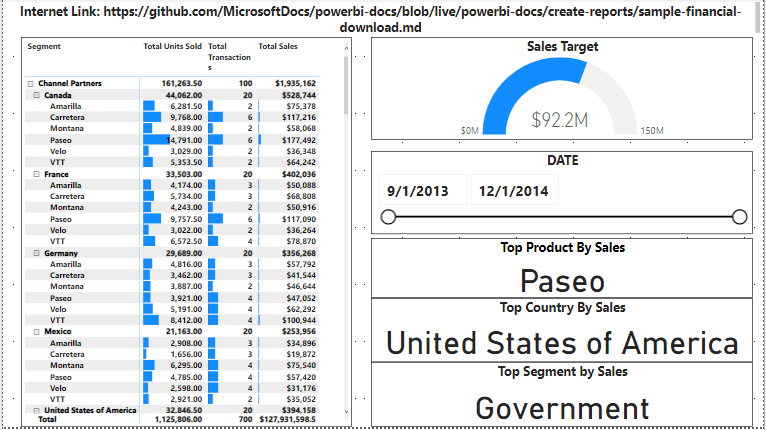 Internet Link: https://github.com/MicrosoftDocs/powerbi-docs/blob/live/powerbi-docs/create-reports/sample-financial-
download.md
Segment Total Units Sold Total Transactions Total Sales
Channel Partners 161,263.50 100 $1,935,162
Canada 44,062.00 20 $528,744
Amarilla 6,281.50 2 $75,378
Carretera 9,768.00 6 $117,216
Montana 4,839.00 2 $58,068
Paseo 14,791.00 6 $177,492
Velo 3,029.00 2 $36,348
VTT 5,353.50 2 $64,242
France 33,503.00 20 $402,036
Amarilla 4,174.00 3 $50,088
Carretera 5,734.00 3 $68,808
Montana 4,243.00 2 $50,916
Paseo 9,757.50 6 $117,090
Velo 3,022.00 2 $36,264
VTT 6,572.50 4 $78,870
Germany 29,689.00 20 $356,268
Amarilla 4,816.00 3 $57,792
Carretera 3,462.00 3 $41,544
Montana 3,887.00 2 $46,644
Paseo 3,921.00 4 $47,052
Velo 5,191.00 4 $62,292
VTT 8,412.00 4 $100,944
Mexico 21,163.00 20 $253,956
Amarilla 2,908.00 3 $34,896
Carretera 1,656.00 3 $19,872
Montana 6,295.00 4 $75,540
Paseo 4,785.00 4 $57,420
Velo 2,598.00 4 $31,176
VTT 2,921.00 2 $35,052
United States of America 32,846.50 20 $394,158
Total 1,125,806.00 700 $127,931,598.5
Sales Target
$92.2M
$0M 150M
DATE
9/1/2013 12/1/2014
Top Product By Sales
Paseo
Top Country By Sales
United States of America
Top Segment by Sales
Government